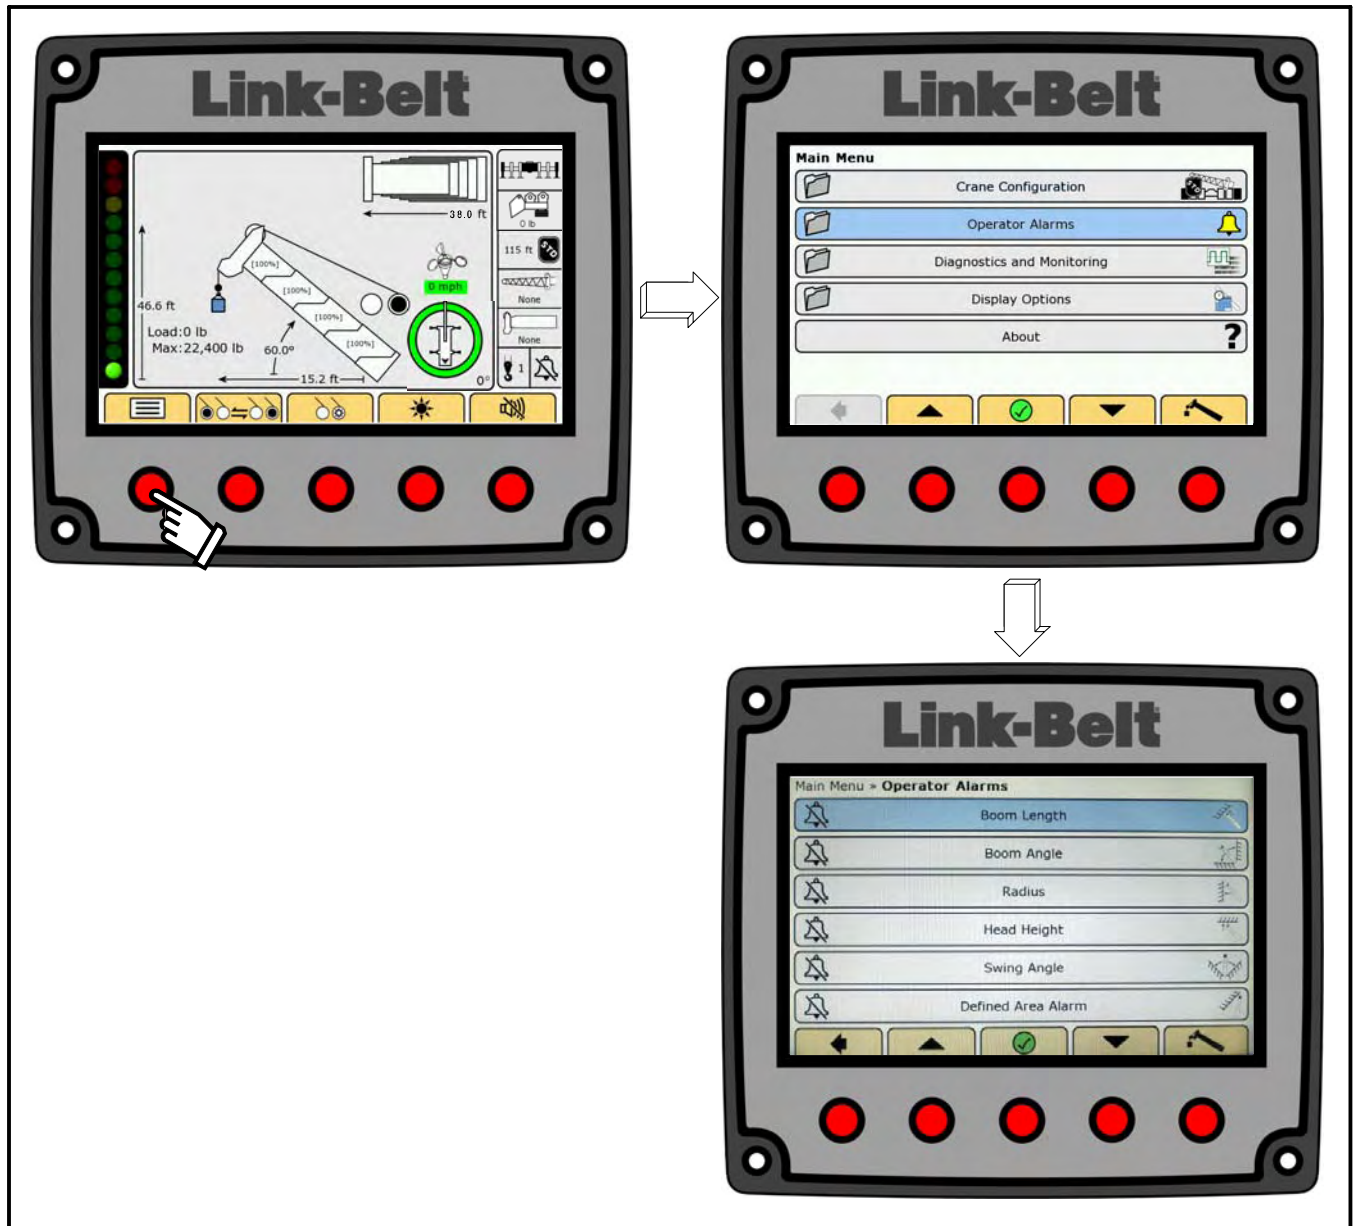 Link-Belt
38.0 ft
0 lb
115 ft STD
[100%]
0 mph
None
[100%]
46.6 ft
[100%]
Load:0 lb
Max:22,400 lb
60.0°
[100%]
None
15.2 ft
0°
1
Link-Belt
Main Menu
Crane Configuration
STD
Operator Alarms
Diagnostics and Monitoring
Display Options
About
?
Link-Belt
Main Menu » Operator Alarms
Boom Length
Boom Angle
Radius
Head Height
Swing Angle
Defined Area Alarm